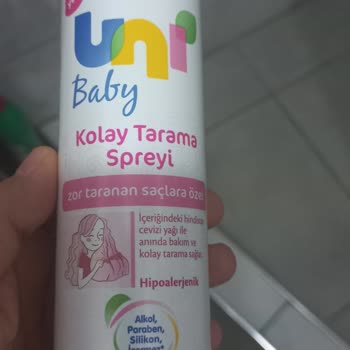 uni
Baby
Kolay Tarama
Spreyi
zor taranan saçlara özel
İçeriğindeki hindistan
cevizi yağı ile
anında bakım ve
kolay tarama sağlar.
Hipoalerjenik
Alkol,
Paraben,
Silikon,